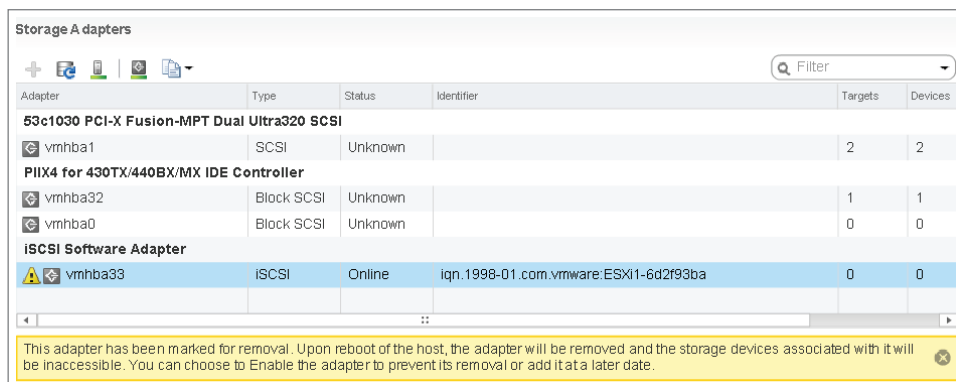 Storage Adapters
Filter
Adapter Type Status Identifier Targets Devices
53c1030 PCI-X Fusion-MPT Dual Ultra320 SCSI
vmhba1 SCSI Unknown 2 2
PIIX4 for 430TX/440BX/MX IDE Controller
vmhba32 Block SCSI Unknown 1 1
vmhba0 Block SCSI Unknown 0 0
iSCSI Software Adapter
vmhba33 iSCSI Online iqn.1998-01.com.vmware:ESXi1-6d2f93ba 0 0
This adapter has been marked for removal. Upon reboot of the host, the adapter will be removed and the storage devices associated with it will
be inaccessible. You can choose to Enable the adapter to prevent its removal or add it at a later date.